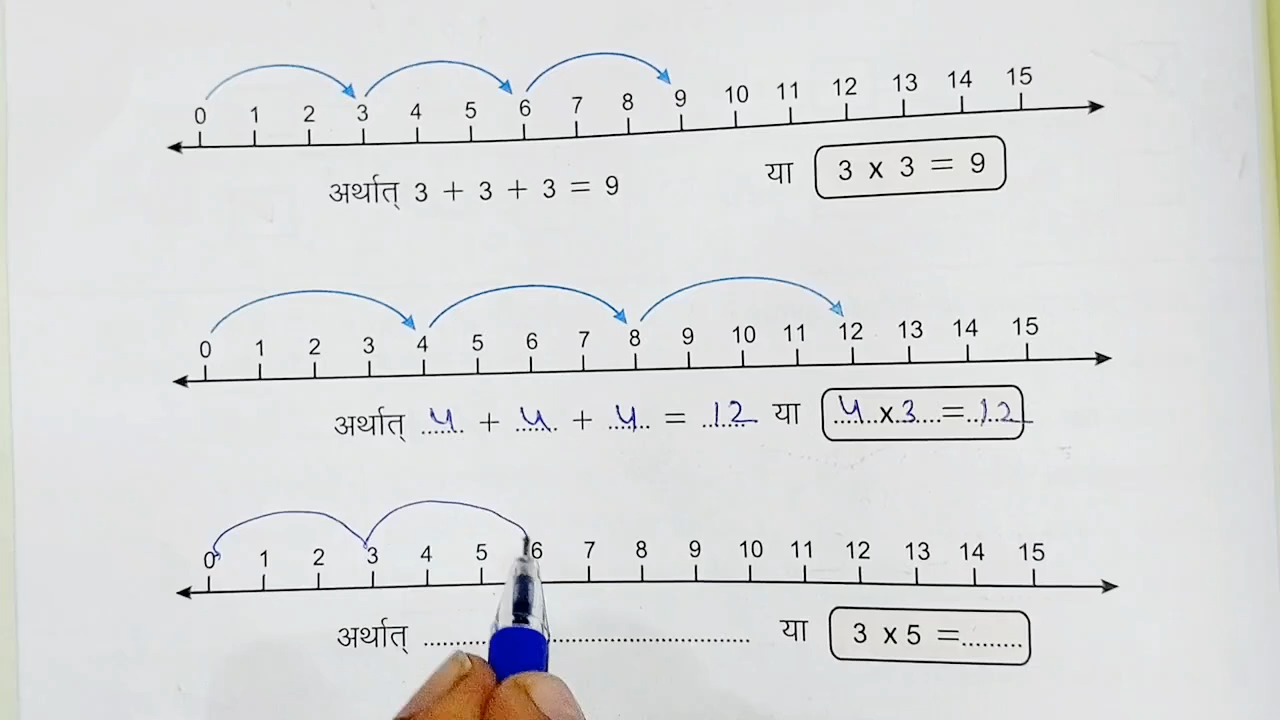 0 1 2 3 4 5 6 7 8 9 10 11 12 13 14 15
अर्थात् 3 + 3 + 3 = 9 या 3 x 3 = 9
0 1 2 3 4 5 6 7 8 9 10 11 12 13 14 15
अर्थात् 4 + 4 + 4 = 12 या 4 x 3 = 12
0 1 2 3 4 5 6 7 8 9 10 11 12 13 14 15
अर्थात् .................... या 3 x 5 =.........